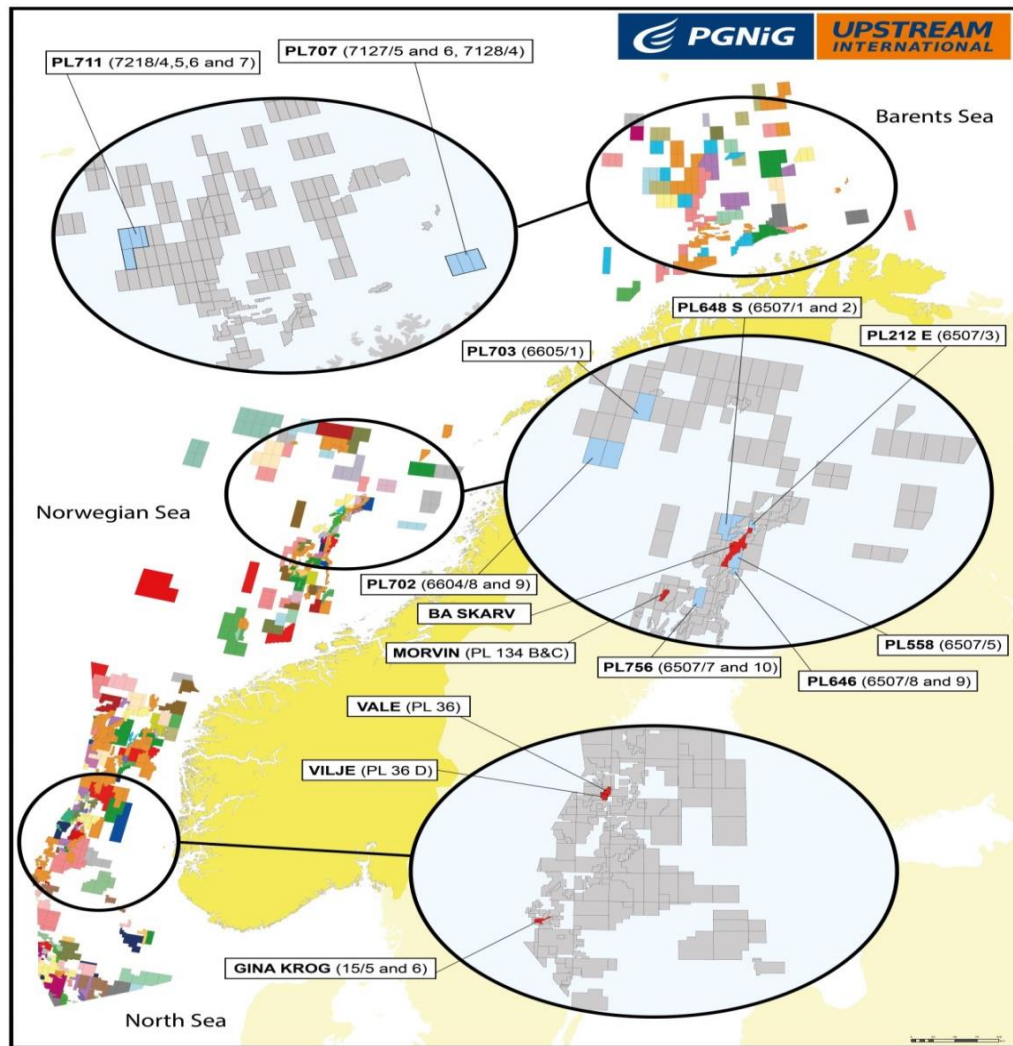 PGNiG
UPSTREAM
INTERNATIONAL
PL707 (7127/5 and 6, 7128/4)
PL711 (7218/4,5,6 and 7)
Barents Sea
PL648 S (6507/1 and 2)
PL212 E (6507/3)
PL703 (6605/1)
Norwegian Sea
PL702 (6604/8 and 9)
BA SKARV
MORVIN (PL 134 B&C)
PL558 (6507/5)
PL756 (6507/7 and 10)
PL646 (6507/8 and 9)
VALE (PL 36)
VILJE (PL 36 D)
GINA KROG (15/5 and 6)
North Sea